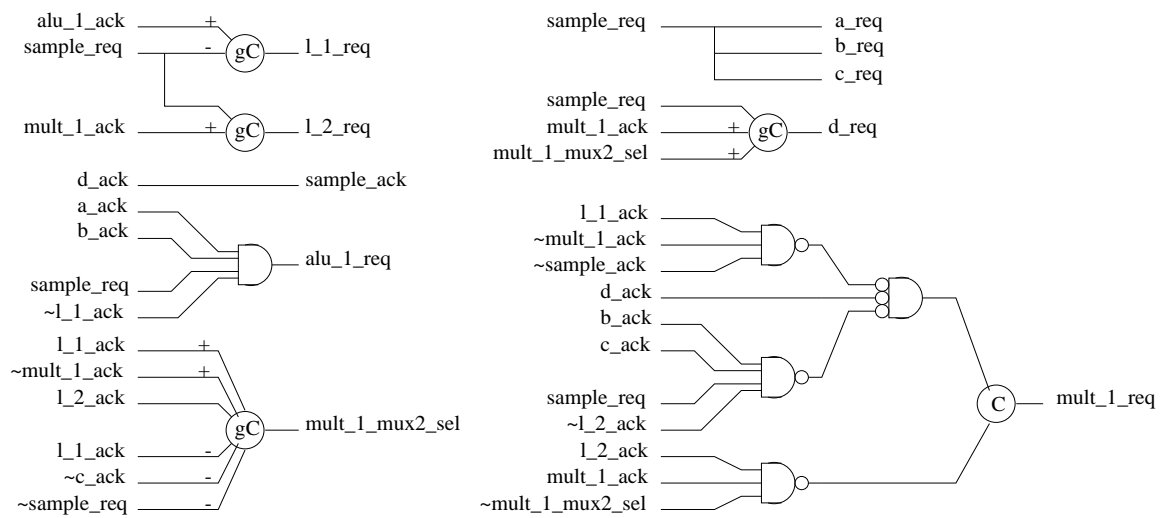 alu_1_ack +
sample_req - gC l_1_req
mult_1_ack + gC l_2_req
d_ack sample_ack
a_ack
b_ack
alu_1_req
sample_req
~l_1_ack
l_1_ack +
~mult_1_ack +
l_2_ack
gC mult_1_mux2_sel
l_1_ack -
~c_ack -
~sample_req -
sample_req a_req
b_req
c_req
sample_req
mult_1_ack + gC d_req
mult_1_mux2_sel +
l_1_ack
~mult_1_ack
~sample_ack
d_ack
b_ack
c_ack
sample_req
~l_2_ack
C mult_1_req
l_2_ack
mult_1_ack
~mult_1_mux2_sel